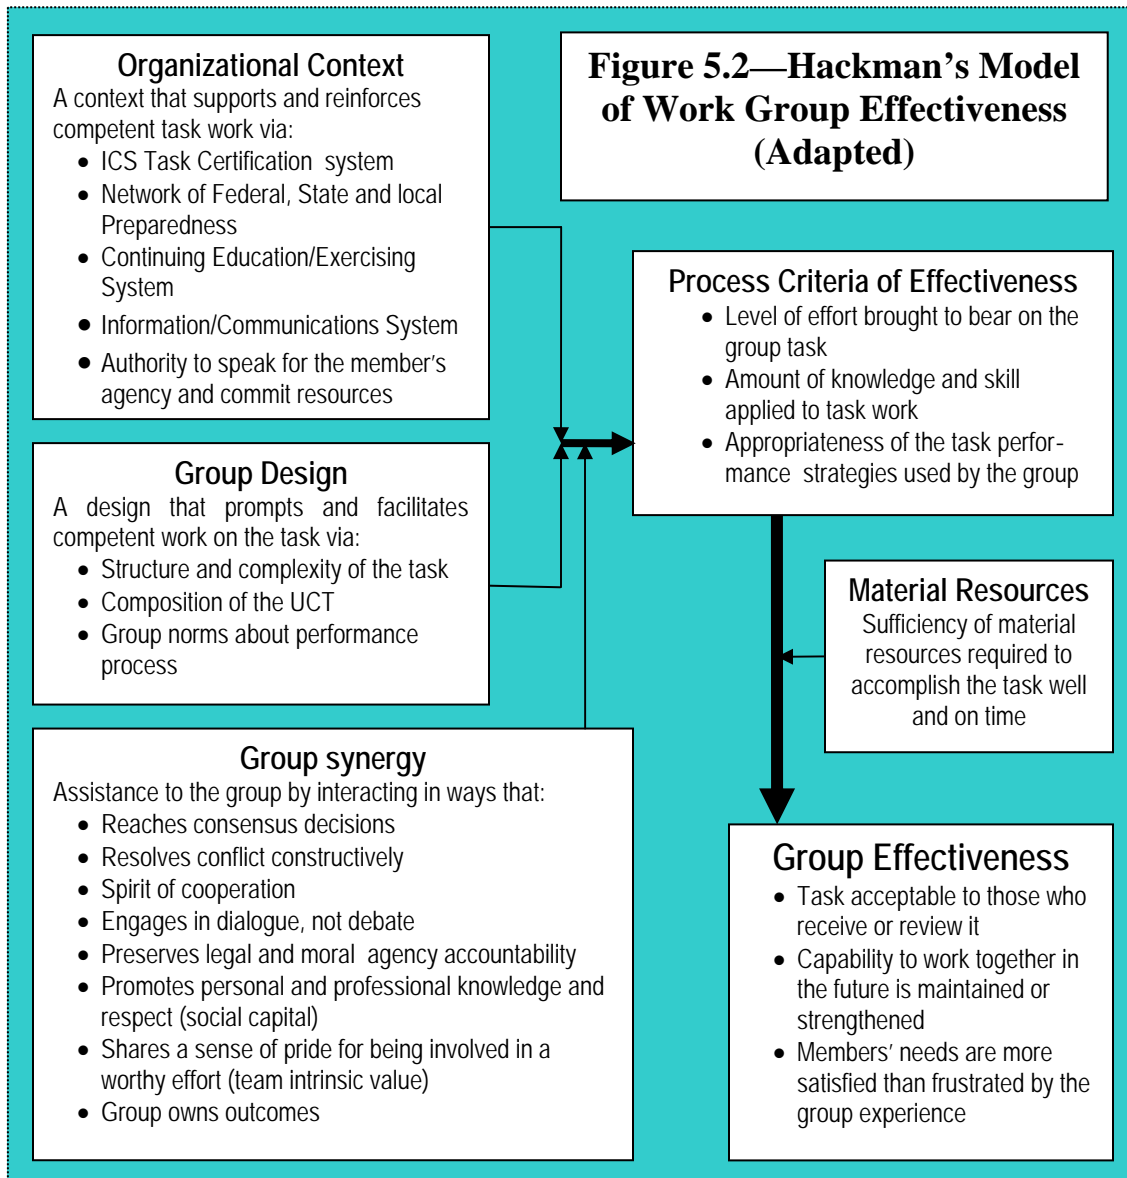 Organizational Context
A context that supports and reinforces
competent task work via:
• ICS Task Certification system
• Network of Federal, State and local
Preparedness
• Continuing Education/Exercising
System
• Information/Communications System
• Authority to speak for the member's
agency and commit resources
Figure 5.2—Hackman's Model
of Work Group Effectiveness
(Adapted)
Process Criteria of Effectiveness
• Level of effort brought to bear on the
group task
• Amount of knowledge and skill
applied to task work
• Appropriateness of the task perfor-
mance strategies used by the group
Group Design
A design that prompts and facilitates
competent work on the task via:
• Structure and complexity of the task
• Composition of the UCT
• Group norms about performance
process
Material Resources
Sufficiency of material
resources required to
accomplish the task well
and on time
Group synergy
Assistance to the group by interacting in ways that:
• Reaches consensus decisions
• Resolves conflict constructively
• Spirit of cooperation
• Engages in dialogue, not debate
• Preserves legal and moral agency accountability
• Promotes personal and professional knowledge and
respect (social capital)
• Shares a sense of pride for being involved in a
worthy effort (team intrinsic value)
• Group owns outcomes
Group Effectiveness
• Task acceptable to those who
receive or review it
• Capability to work together in
the future is maintained or
strengthened
• Members' needs are more
satisfied than frustrated by the
group experience